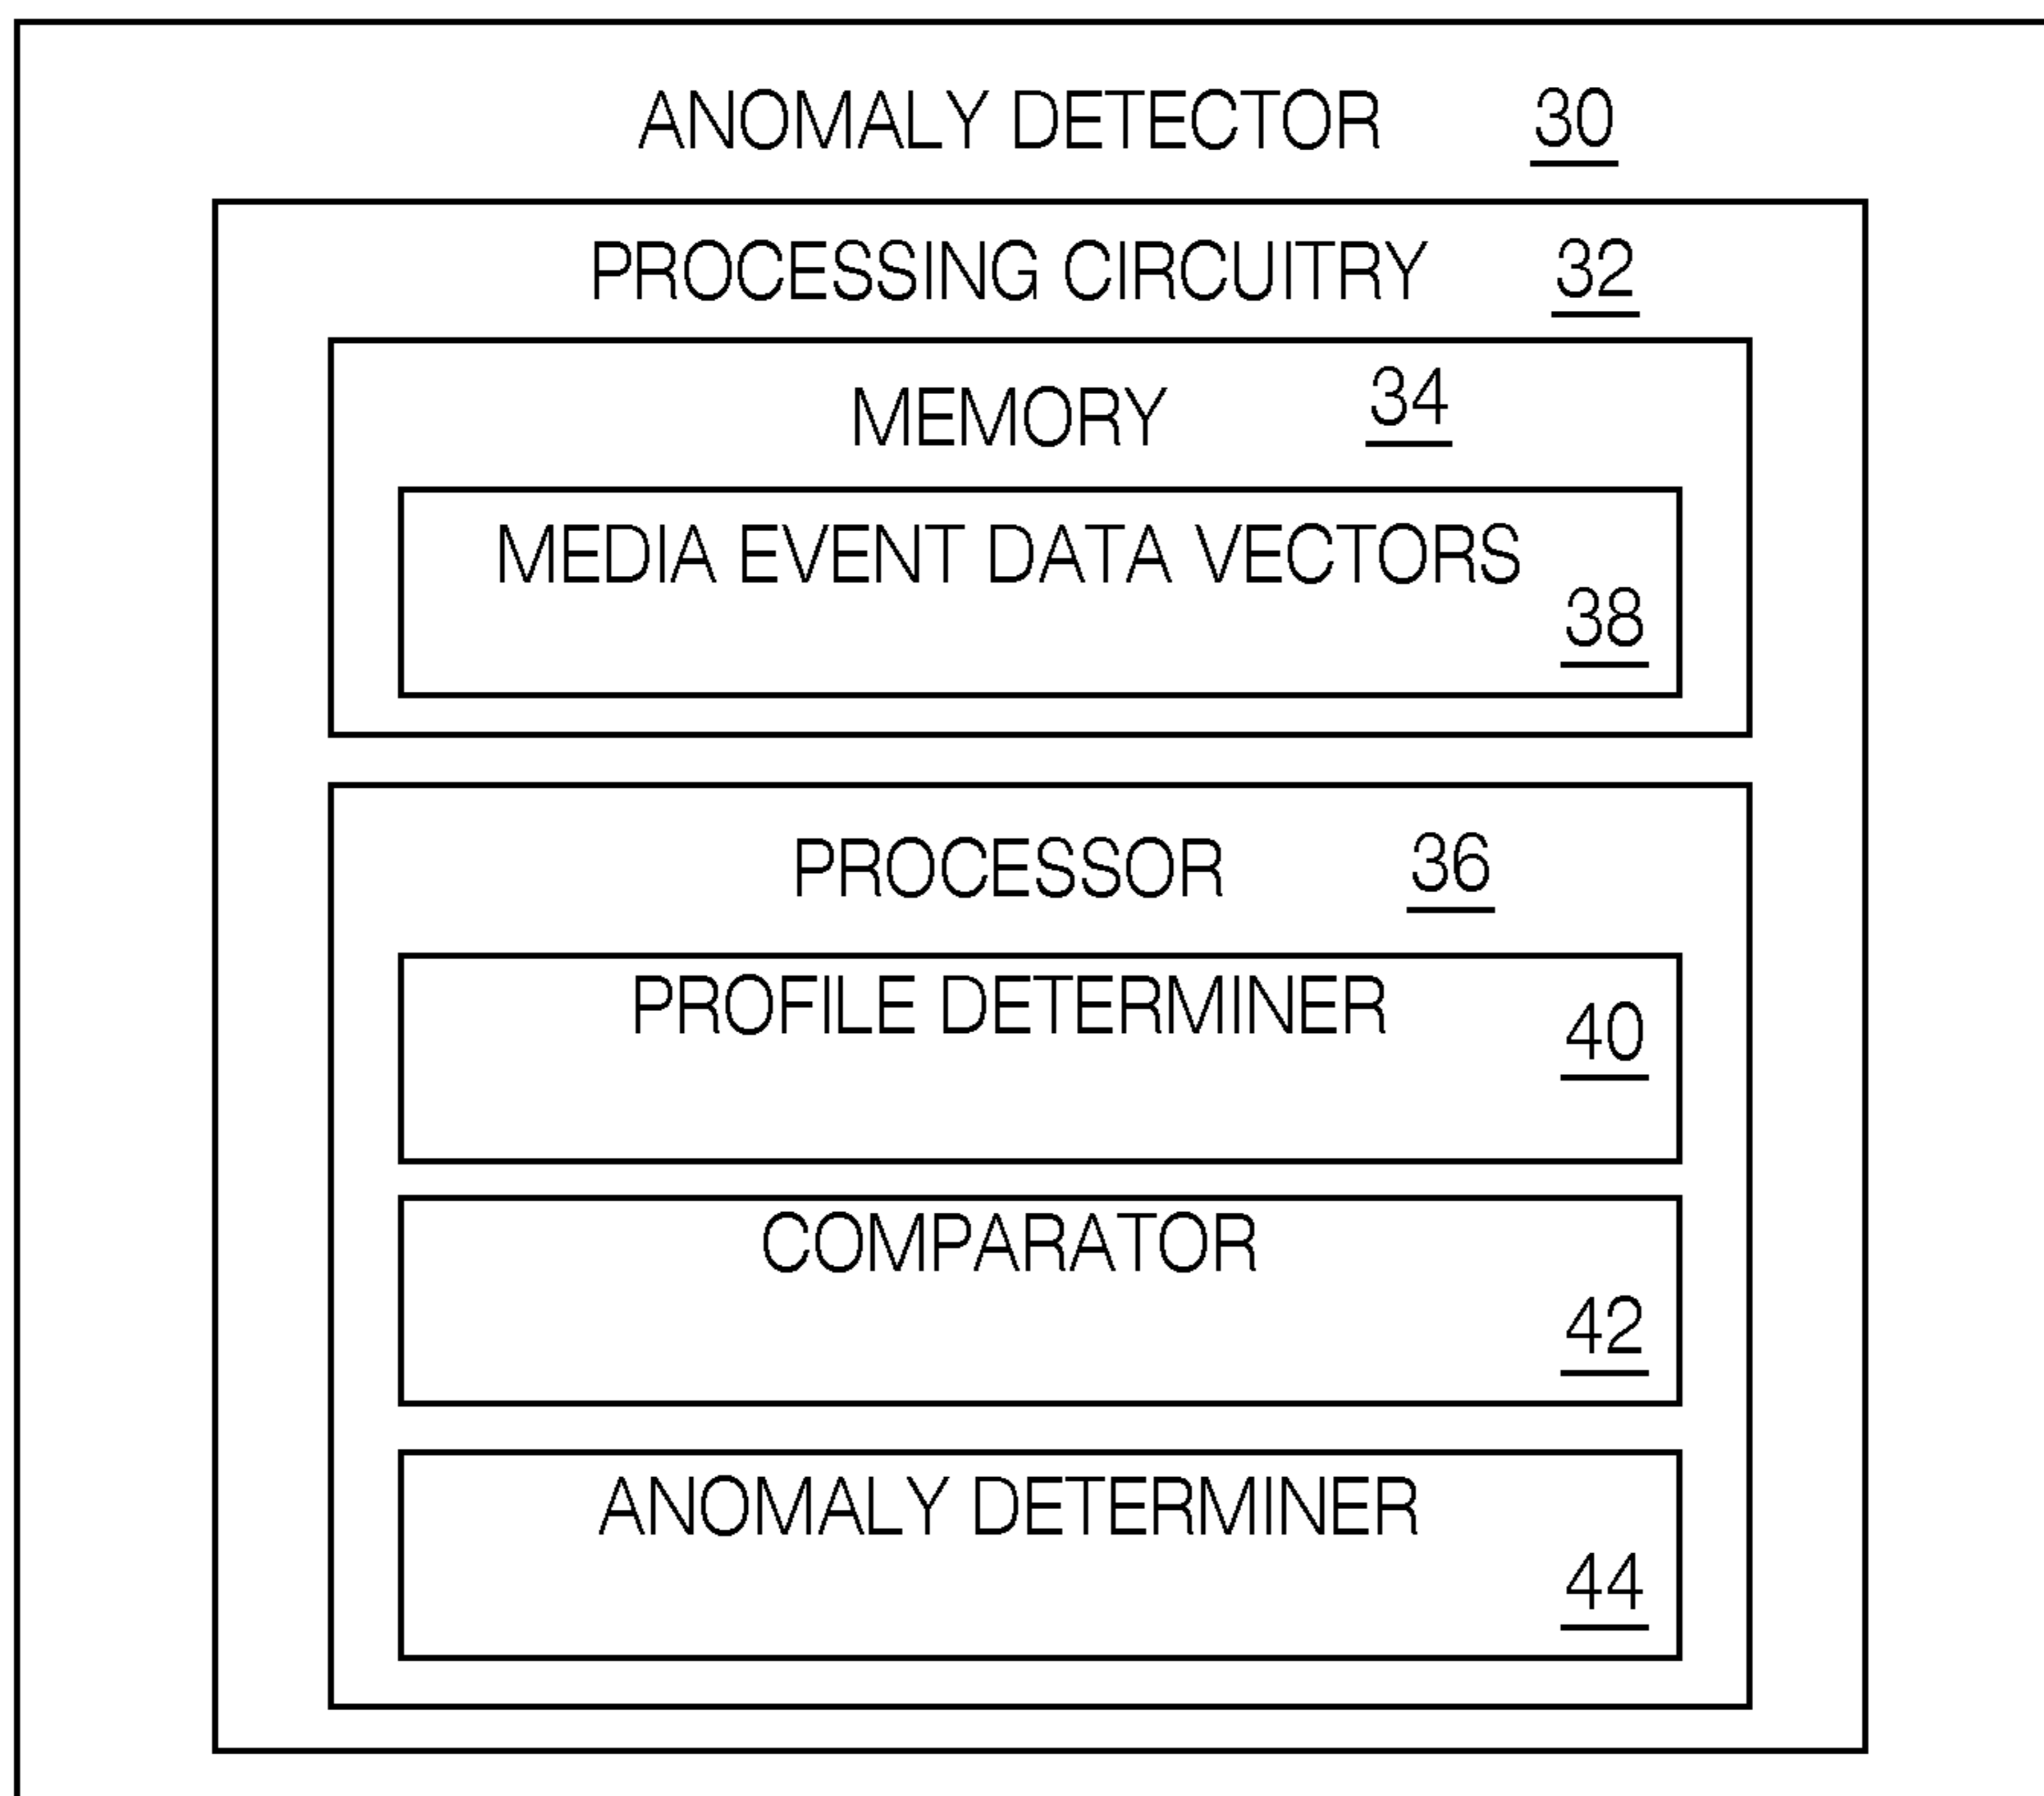 ANOMALY DETECTOR 30
PROCESSING CIRCUITRY 32
MEMORY 34
MEDIA EVENT DATA VECTORS
38
PROCESSOR 36
PROFILE DETERMINER
40
COMPARATOR
42
ANOMALY DETERMINER
44